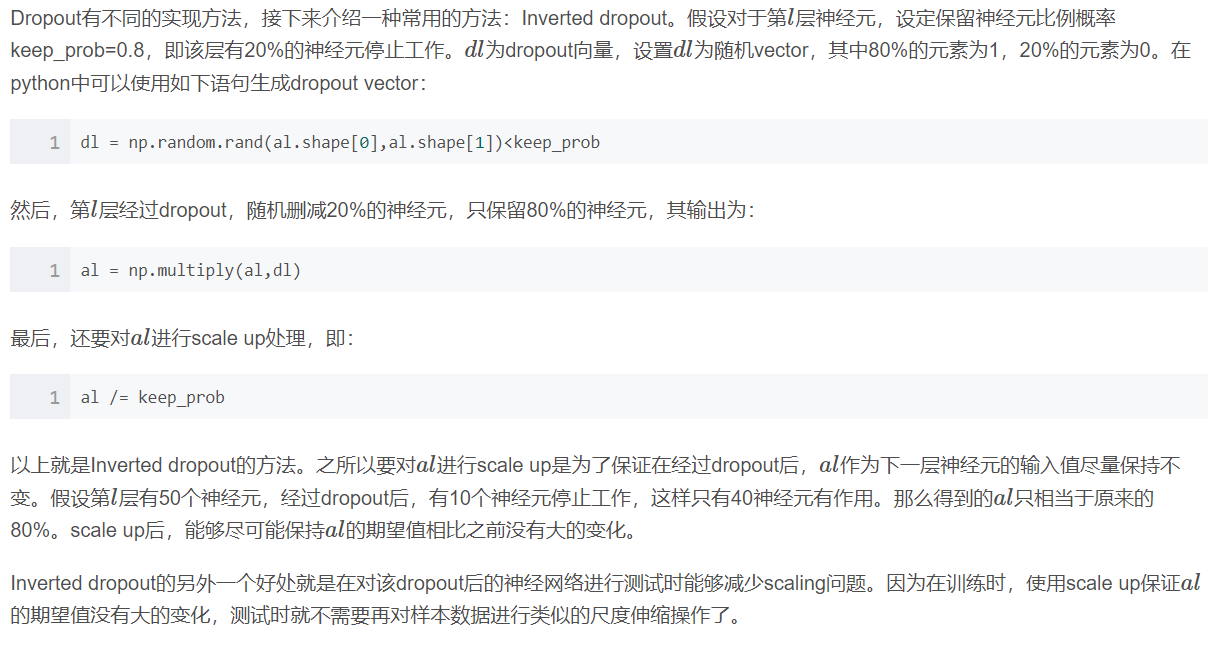 Dropout有不同的实现方法，接下来介绍一种常用的方法：Inverted dropout。假设对于第l层神经元，设定保留神经元比例概率
keep_prob=0.8，即该层有20%的神经元停止工作。dl为dropout向量，设置dl为随机vector，其中80%的元素为1，20%的元素为0。在
python中可以使用如下语句生成dropout vector：
1 dl = np.random.rand(al.shape[0],al.shape[1])<keep_prob
然后，第l层经过dropout，随机删减20%的神经元，只保留80%的神经元，其输出为：
1 al = np.multiply(al,dl)
最后，还要对al进行scale up处理，即：
1 al /= keep_prob
以上就是Inverted dropout的方法。之所以要对al进行scale up是为了保证在经过dropout后，al作为下一层神经元的输入值尽量保持不
变。假设第l层有50个神经元，经过dropout后，有10个神经元停止工作，这样只有40神经元有作用。那么得到的al只相当于原来的
80%。scale up后，能够尽可能保持al的期望值相比之前没有大的变化。
Inverted dropout的另外一个好处就是在对该dropout后的神经网络进行测试时能够减少scaling问题。因为在训练时，使用scale up保证al
的期望值没有大的变化，测试时就不需要再对样本数据进行类似的尺度伸缩操作了。